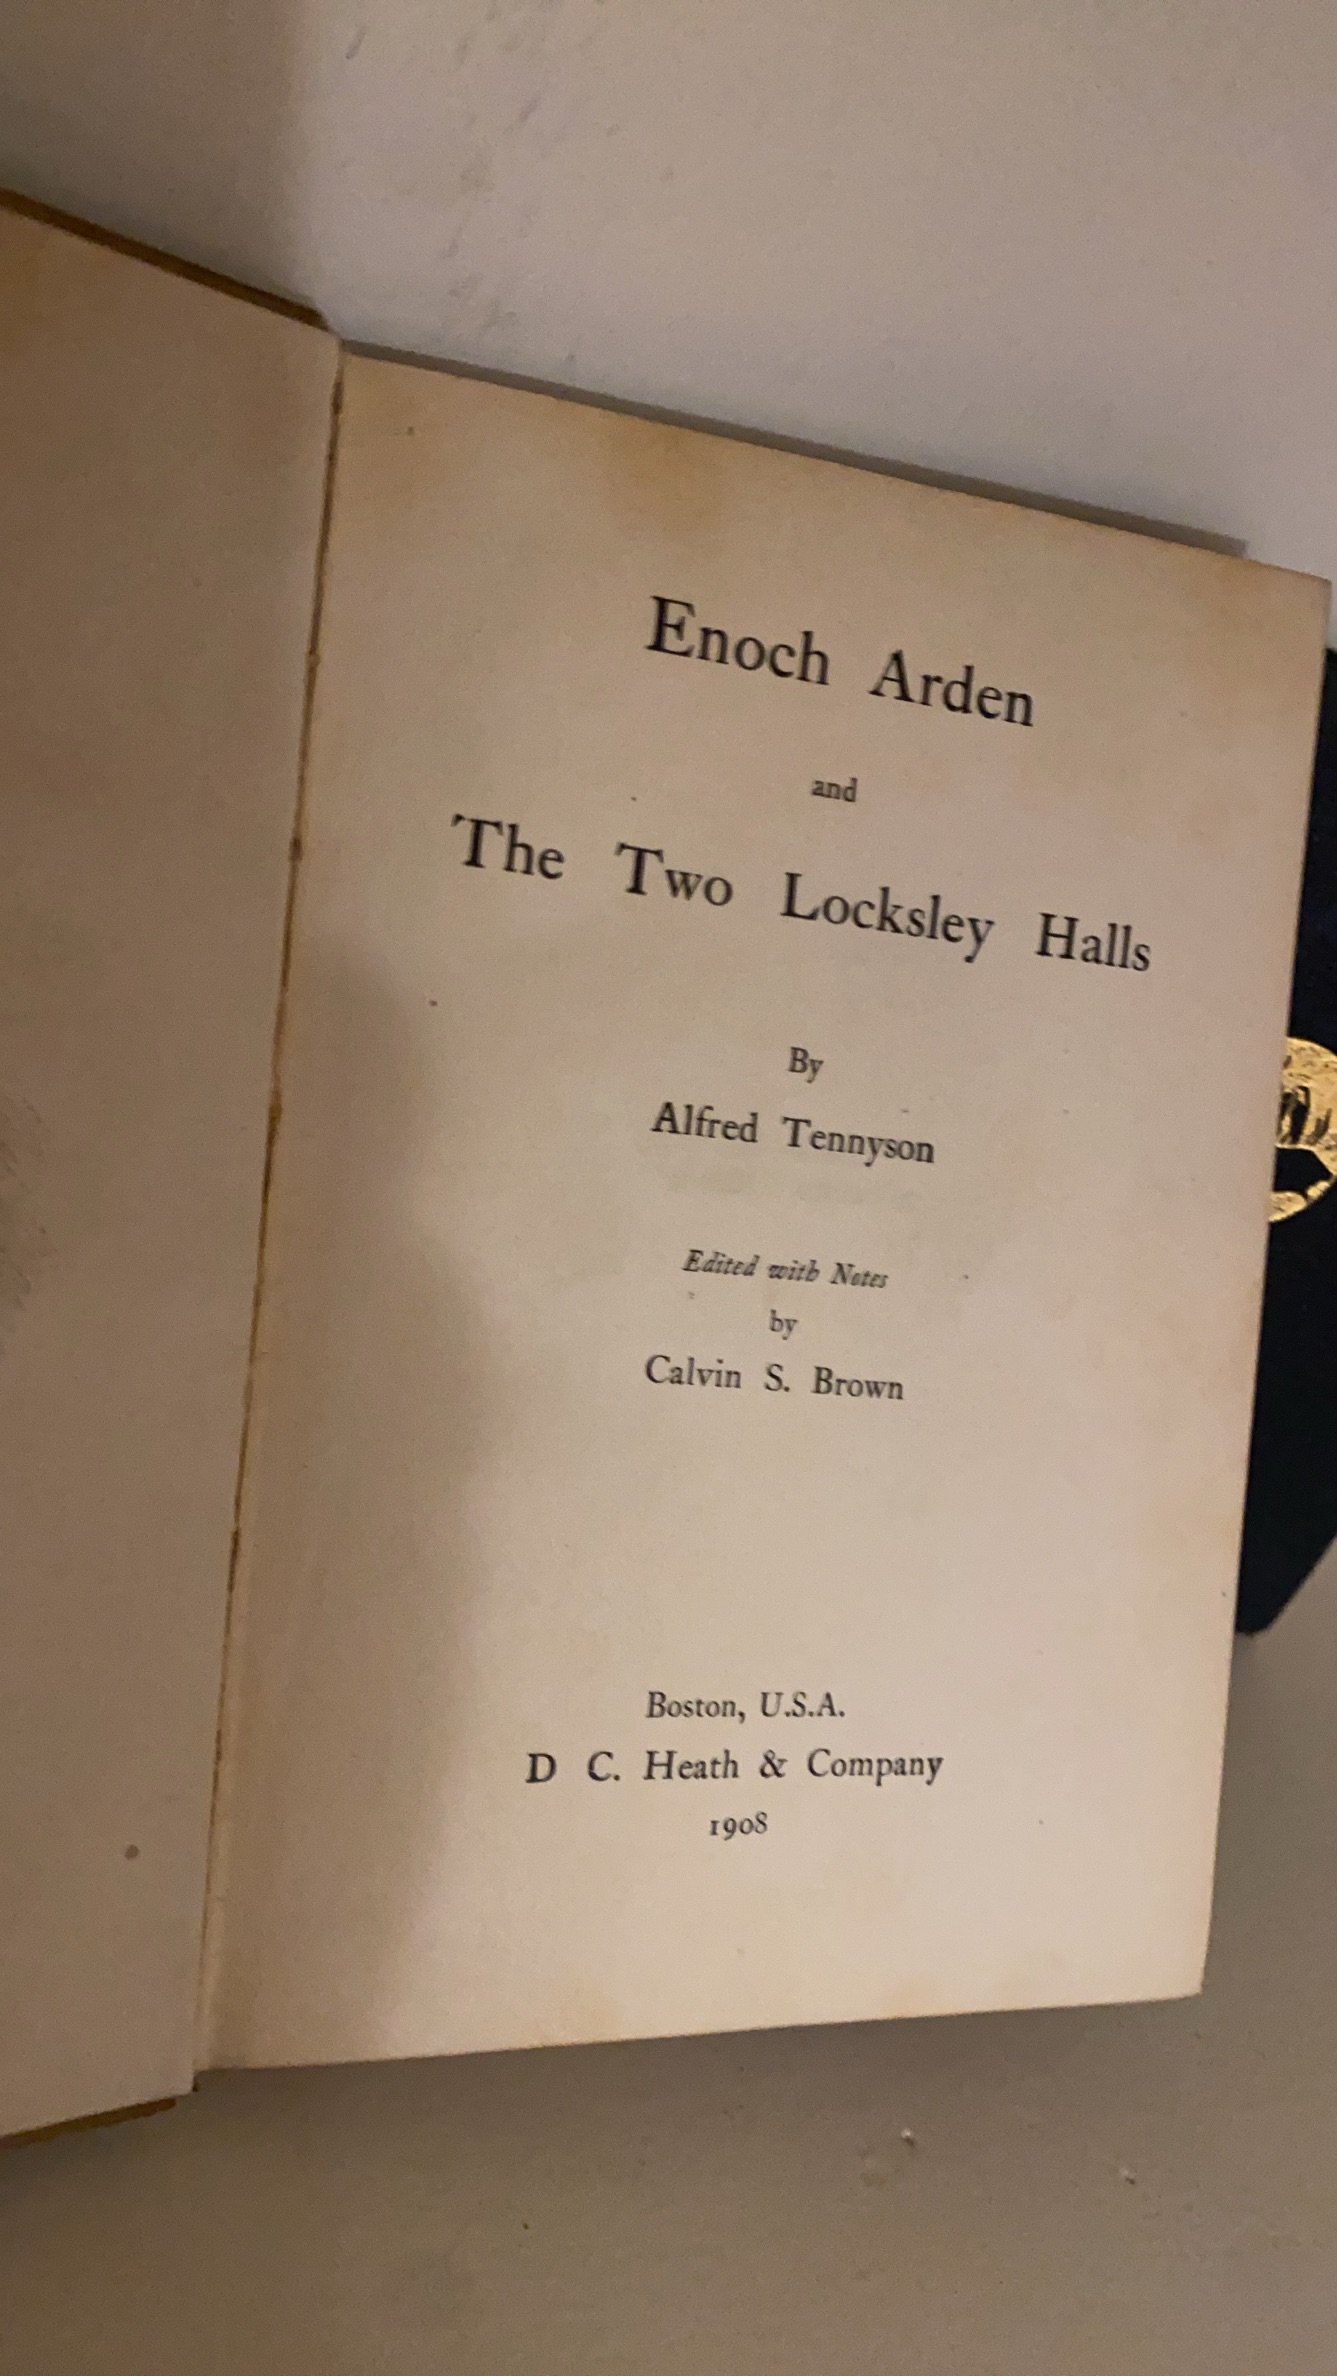 Enoch Arden
and
The Two Locksley Halls
By
Alfred Tennyson
Edited with Notes
by
Calvin S. Brown
Boston, U.S.A.
D C. Heath & Company
1908